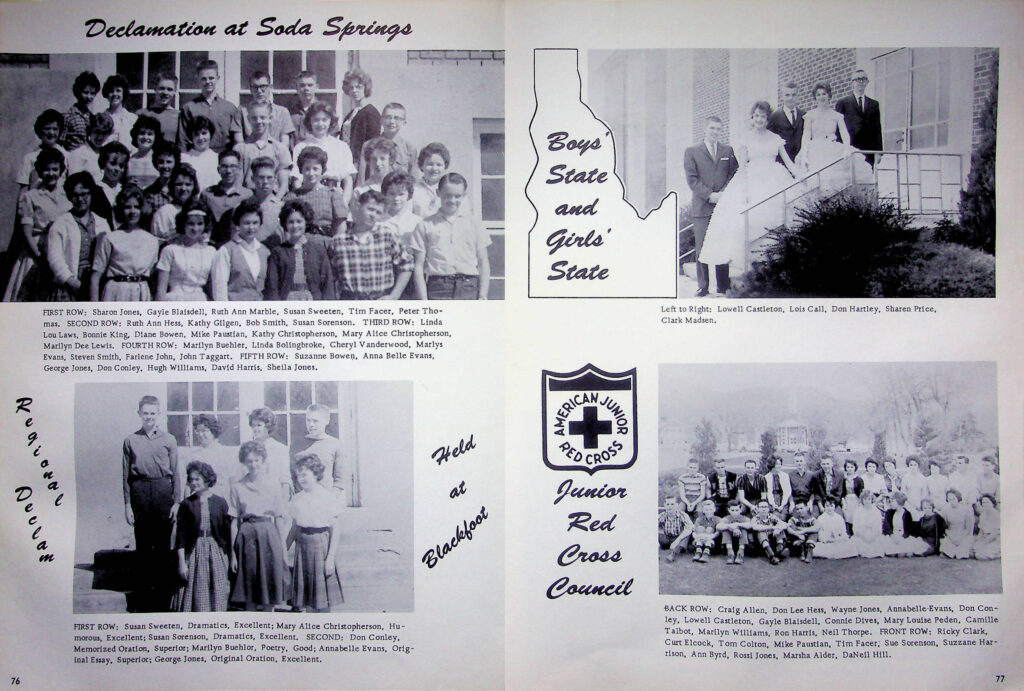 Declamation at Soda Springs
FIRST ROW: Sharon Jones, Gayle Blaisdell, Ruth Ann Marble, Susan Sweeten, Tim Facer, Peter Tho-
mas. SECOND ROW: Ruth Ann Hess, Kathy Gilgen, Bob Smith, Susan Sorenson. THIRD ROW: Linda
Lou Laws, Bonnie King, Diane Bowen, Mike Paustian, Kathy Christopherson, Mary Alice Christopherson,
Marilyn Dee Lewis. FOURTH ROW: Marilyn Buehler, Linda Bolingbroke, Cheryl Vanderwood, Marlys
Evans, Steven Smith, Farlene John, John Taggart. FIFTH ROW: Suzanne Bowen, Anna Belle Evans,
George Jones, Don Conley, Hugh Williams, David Harris, Sheila Jones.
Regional Declam
Held
at
Blackfoot
FIRST ROW: Susan Sweeten, Dramatics, Excellent; Mary Alice Christopherson, Hu-
morous, Excellent; Susan Sorenson, Dramatics, Excellent. SECOND: Don Conley,
Memorized Oration, Superior; Marilyn Buehlor, Poetry, Good; Annabelle Evans, Orig-
inal Essay, Superior; George Jones, Original Oration, Excellent.
76
Boys'
State
and
Girls'
State
Left to Right: Lowell Castleton, Lois Call, Don Hartley, Sharen Price,
Clark Madsen.
AMERICAN JUNIOR
RED CROSS
Junior
Red
Cross
Council
BACK ROW: Craig Allen, Don Lee Hess, Wayne Jones, Annabelle-Evans, Don Con-
ley, Lowell Castleton, Gayle Blaisdell, Connie Dives, Mary Louise Peden, Camille
Talbot, Marilyn Williams, Ron Harris, Neil Thorpe. FRONT ROW: Ricky Clark,
Curt Elcock, Tom Colton, Mike Paustian, Tim Facer, Sue Sorenson, Suzzane Har-
rison, Ann Byrd, Rossi Jones, Marsha Alder, DaNeil Hill.
77